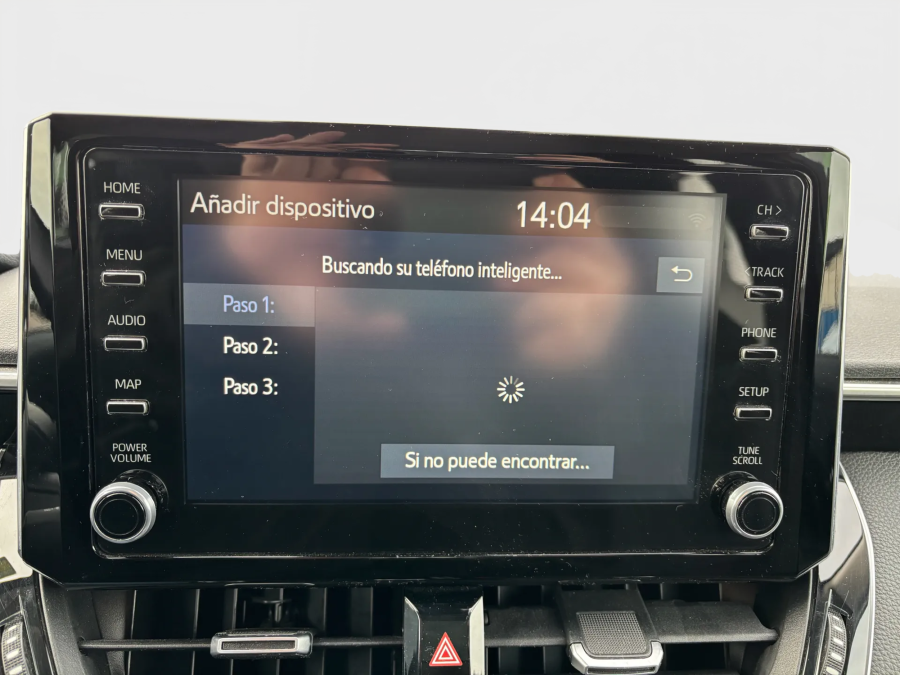 HOME
MENU
AUDIO
MAP
POWER
VOLUME
Añadir dispositivo
14:04
Buscando su teléfono inteligente...
Paso 1:
Paso 2:
Paso 3:
Si no puede encontrar...
CH >
< TRACK
PHONE
SETUP
TUNE
SCROLL